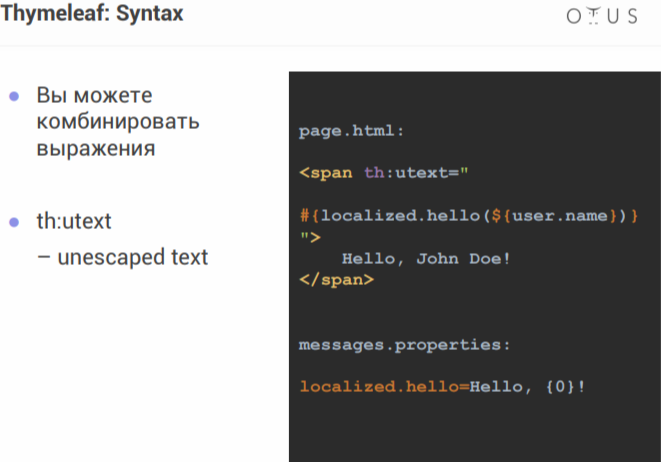 Thymeleaf: Syntax
OTUS
Вы можете
комбинировать
выражения
th:utext
– unescaped text
page.html:
<span th:utext="
#{localized.hello(${user.name})}
">
Hello, John Doe!
</span>
messages.properties:
localized.hello=Hello, {0}!